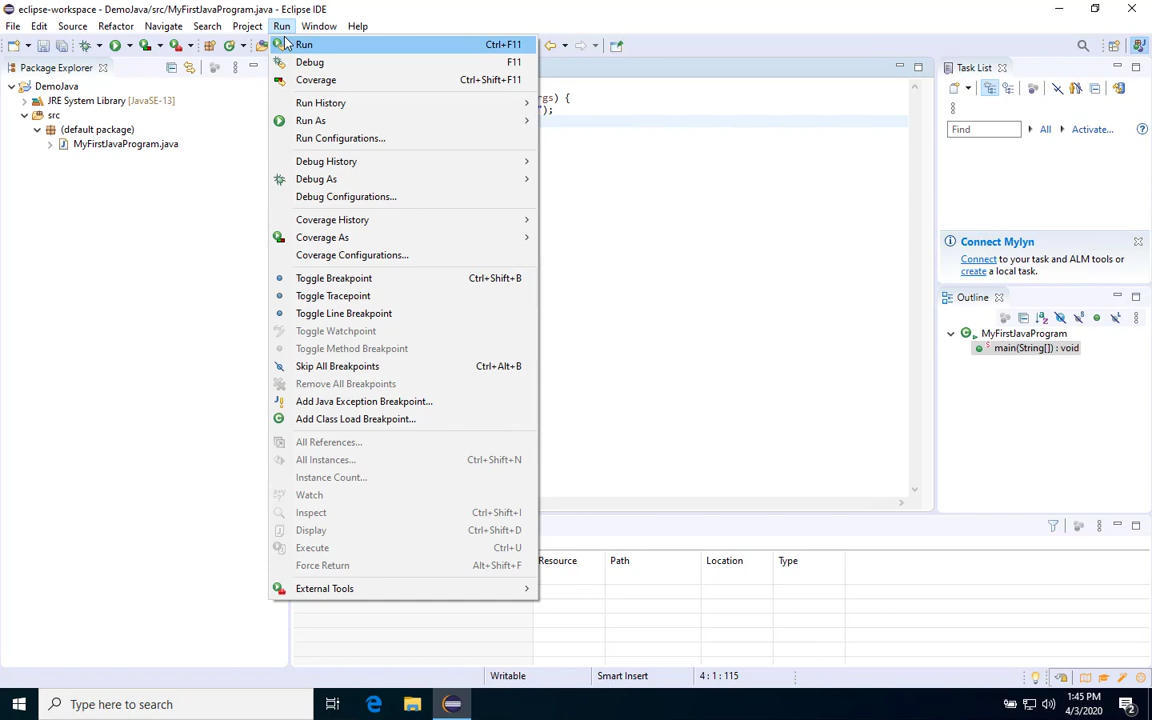 eclipse-workspace - DemoJava/src/MyFirstJavaProgram.java - Eclipse IDE
File Edit Source Refactor Navigate Search Project Run Window Help
Package Explorer
DemoJava
JRE System Library [JavaSE-13]
src
(default package)
MyFirstJavaProgram.java
Run Ctrl+F11
Debug F11
Coverage Ctrl+Shift+F11
Run History
Run As
Run Configurations...
Debug History
Debug As
Debug Configurations...
Coverage History
Coverage As
Coverage Configurations...
Toggle Breakpoint Ctrl+Shift+B
Toggle Tracepoint
Toggle Line Breakpoint
Toggle Watchpoint
Toggle Method Breakpoint
Skip All Breakpoints Ctrl+Alt+B
Remove All Breakpoints
Add Java Exception Breakpoint...
Add Class Load Breakpoint...
All References...
All Instances... Ctrl+Shift+N
Instance Count...
Watch
Inspect Ctrl+Shift+I
Display Ctrl+Shift+D
Execute Ctrl+U
Force Return Alt+Shift+F
External Tools
gs) {
");
Resource Path Location Type
Task List
Find All Activate...
Connect Mylyn
Connect to your task and ALM tools or
create a local task.
Outline
MyFirstJavaProgram
main(String[]) : void
Writable Smart Insert 4 : 1 : 115
Type here to search
1:45 PM
4/3/2020
2